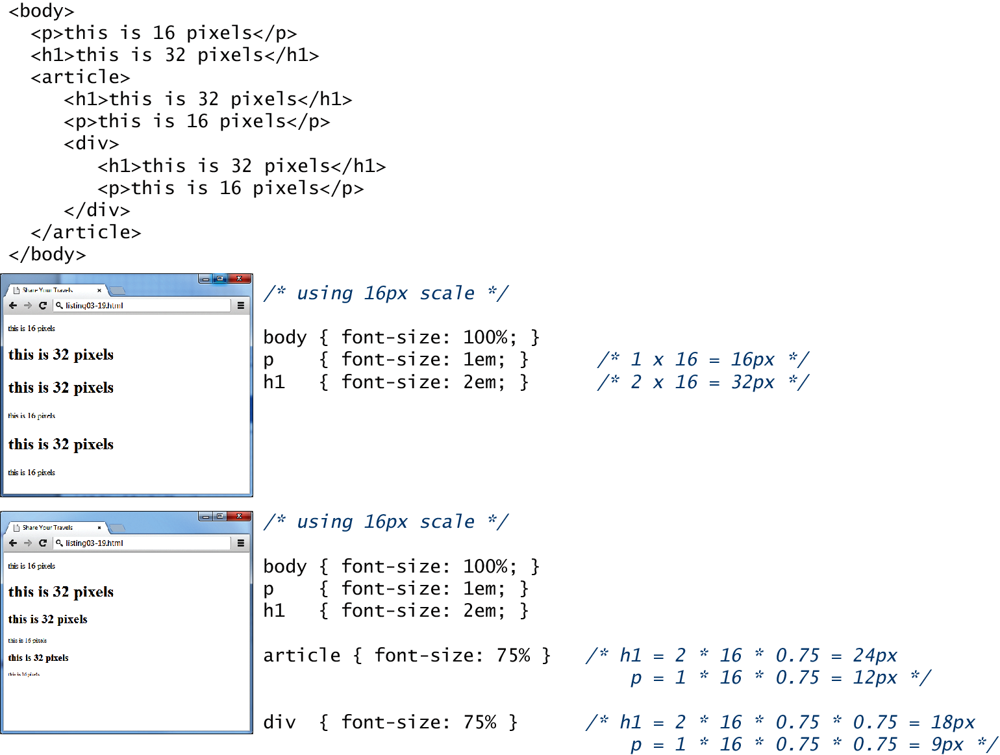 <body>
<p>this is 16 pixels</p>
<h1>this is 32 pixels</h1>
<article>
<h1>this is 32 pixels</h1>
<p>this is 16 pixels</p>
<div>
<h1>this is 32 pixels</h1>
<p>this is 16 pixels</p>
</div>
</article>
</body>
Share Your Travels
listing03-19.html
this is 16 pixels
this is 32 pixels
this is 32 pixels
this is 16 pixels
this is 32 pixels
this is 16 pixels
/* using 16px scale */
body { font-size: 100%; }
p { font-size: 1em; } /* 1 x 16 = 16px */
h1 { font-size: 2em; } /* 2 x 16 = 32px */
Share Your Travels
listing03-19.html
this is 16 pixels
this is 32 pixels
this is 32 pixels
this is 16 pixels
this is 32 pixels
this is 16 pixels
/* using 16px scale */
body { font-size: 100%; }
p { font-size: 1em; }
h1 { font-size: 2em; }
article { font-size: 75% } /* h1 = 2 * 16 * 0.75 = 24px
p = 1 * 16 * 0.75 = 12px */
div { font-size: 75% } /* h1 = 2 * 16 * 0.75 * 0.75 = 18px
p = 1 * 16 * 0.75 * 0.75 = 9px */